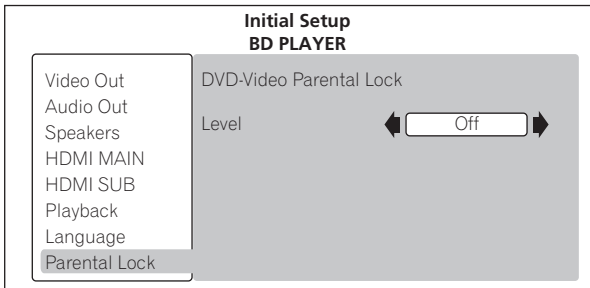 Initial Setup
BD PLAYER
Video Out
Audio Out
Speakers
HDMI MAIN
HDMI SUB
Playback
Language
Parental Lock
DVD-Video Parental Lock
Level
Off